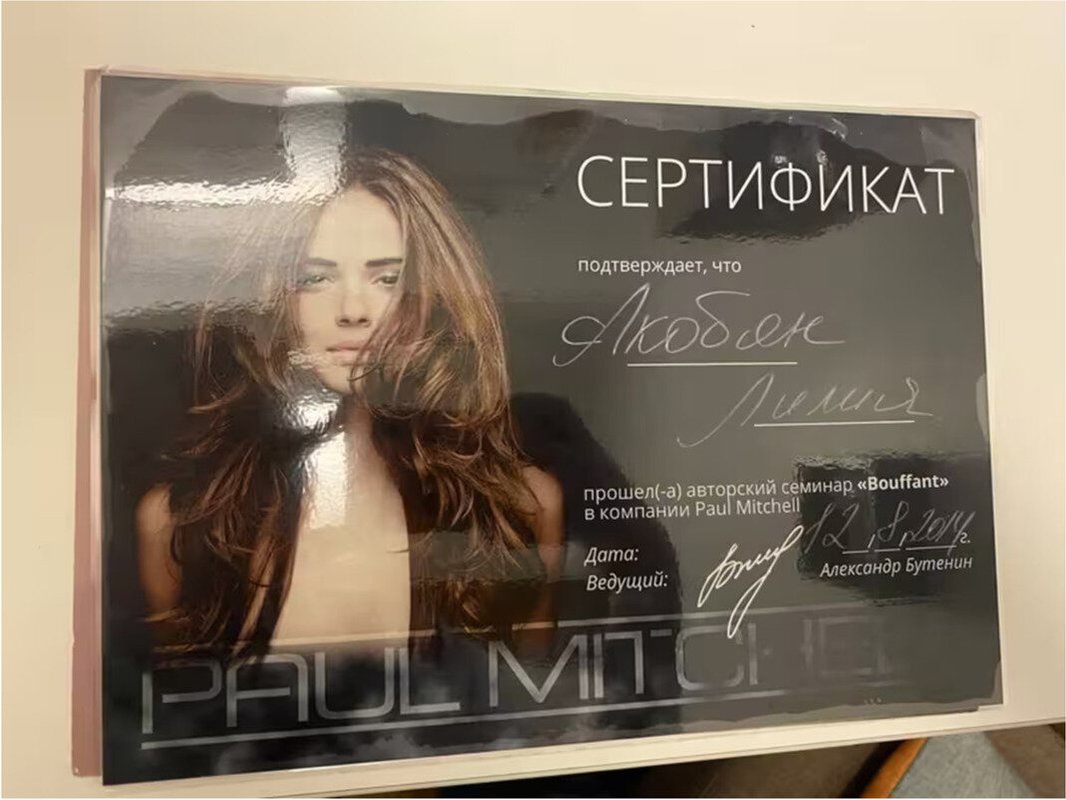 СЕРТИФИКАТ
подтверждает, что
Акобян
Лилия
прошел(-а) авторский семинар «Bouffant»
в компании Paul Mitchell
Дата: 12.8.2014г.
Ведущий: Александр Бутенин
PAUL MITCHE